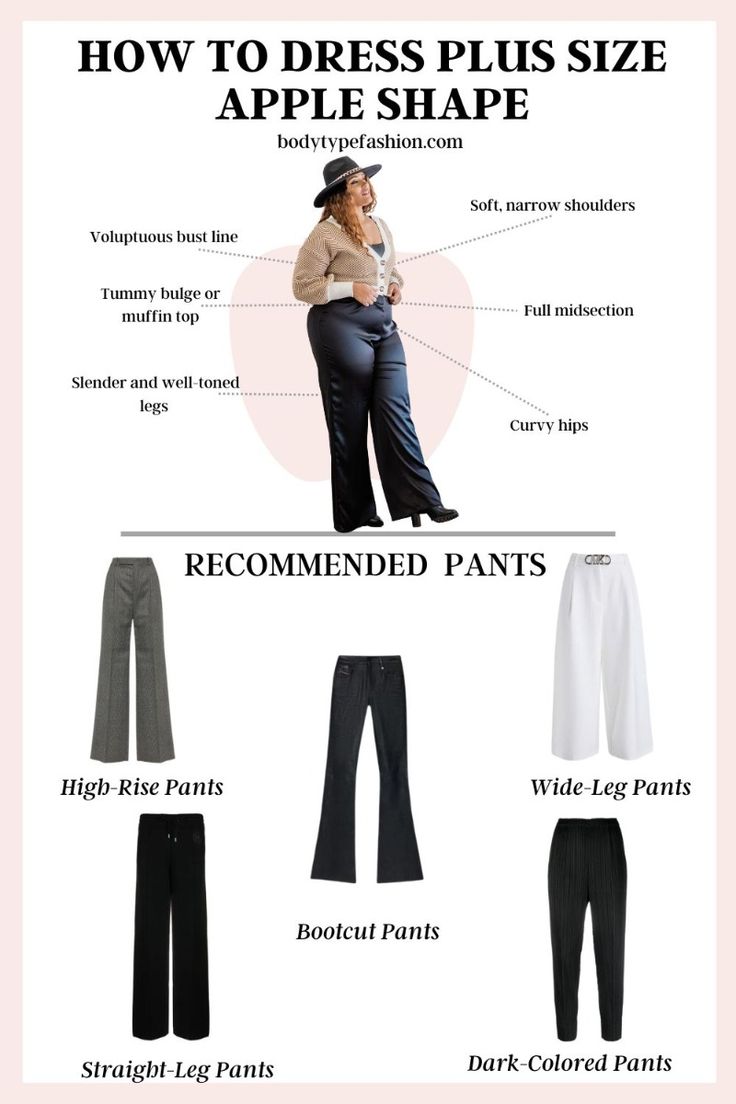 HOW TO DRESS PLUS SIZE
APPLE SHAPE
bodytypefashion.com
Soft, narrow shoulders
Voluptuous bust line
Tummy bulge or
muffin top
Full midsection
Slender and well-toned
legs
Curvy hips
RECOMMENDED PANTS
High-Rise Pants
Wide-Leg Pants
Bootcut Pants
Straight-Leg Pants
Dark-Colored Pants